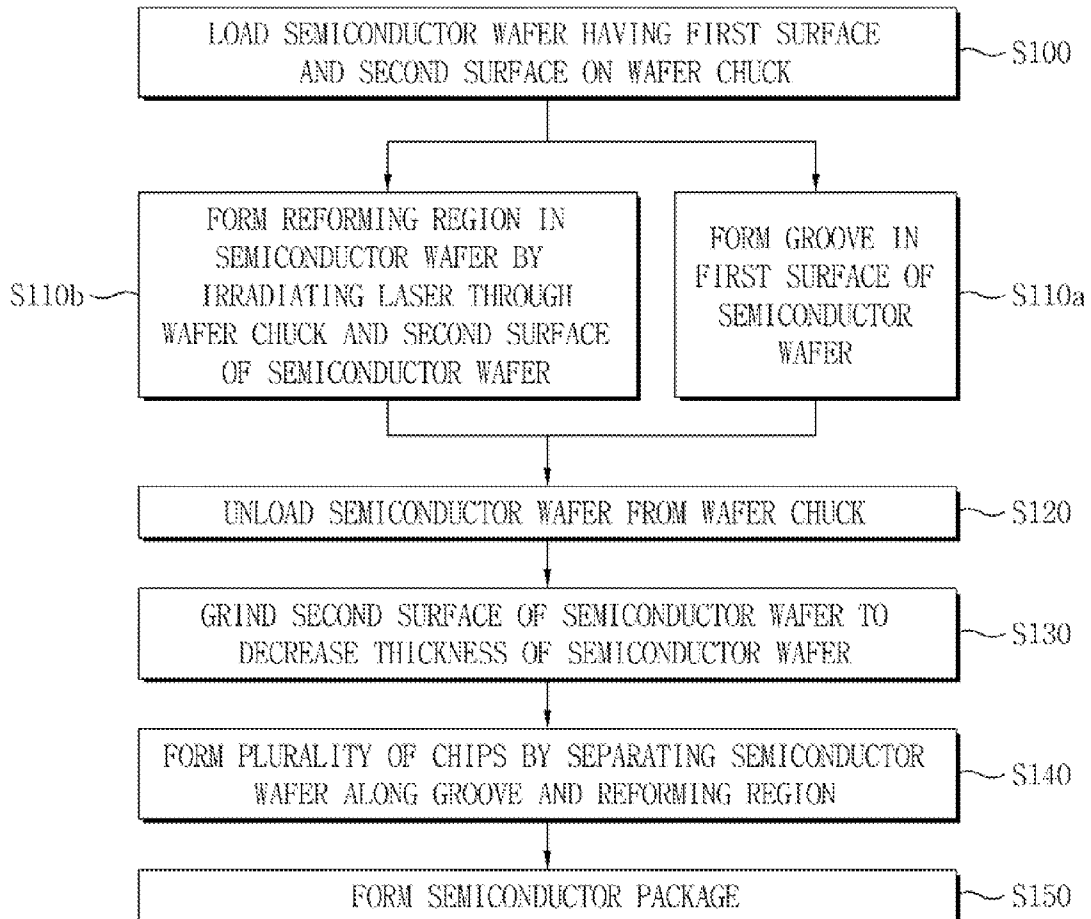 LOAD SEMICONDUCTOR WAFER HAVING FIRST SURFACE
AND SECOND SURFACE ON WAFER CHUCK
S100
FORM REFORMING REGION IN
SEMICONDUCTOR WAFER BY
IRRADIATING LASER THROUGH
WAFER CHUCK AND SECOND SURFACE
OF SEMICONDUCTOR WAFER
S110b
FORM GROOVE IN
FIRST SURFACE OF
SEMICONDUCTOR
WAFER
S110a
UNLOAD SEMICONDUCTOR WAFER FROM WAFER CHUCK
S120
GRIND SECOND SURFACE OF SEMICONDUCTOR WAFER TO
DECREASE THICKNESS OF SEMICONDUCTOR WAFER
S130
FORM PLURALITY OF CHIPS BY SEPARATING SEMICONDUCTOR
WAFER ALONG GROOVE AND REFORMING REGION
S140
FORM SEMICONDUCTOR PACKAGE
S150